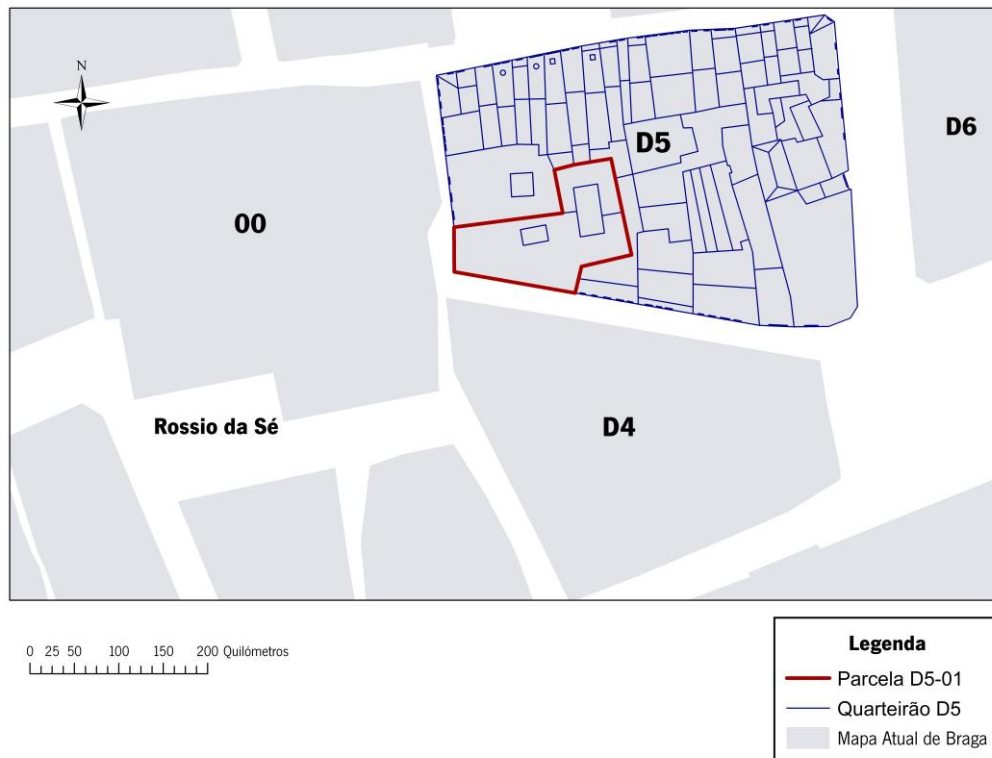 N
D5
D6
00
Rossio da Sé
D4
0 25 50 100 150 200 Quilómetros
Legenda
Parcela D5-01
Quarteirão D5
Mapa Atual de Braga